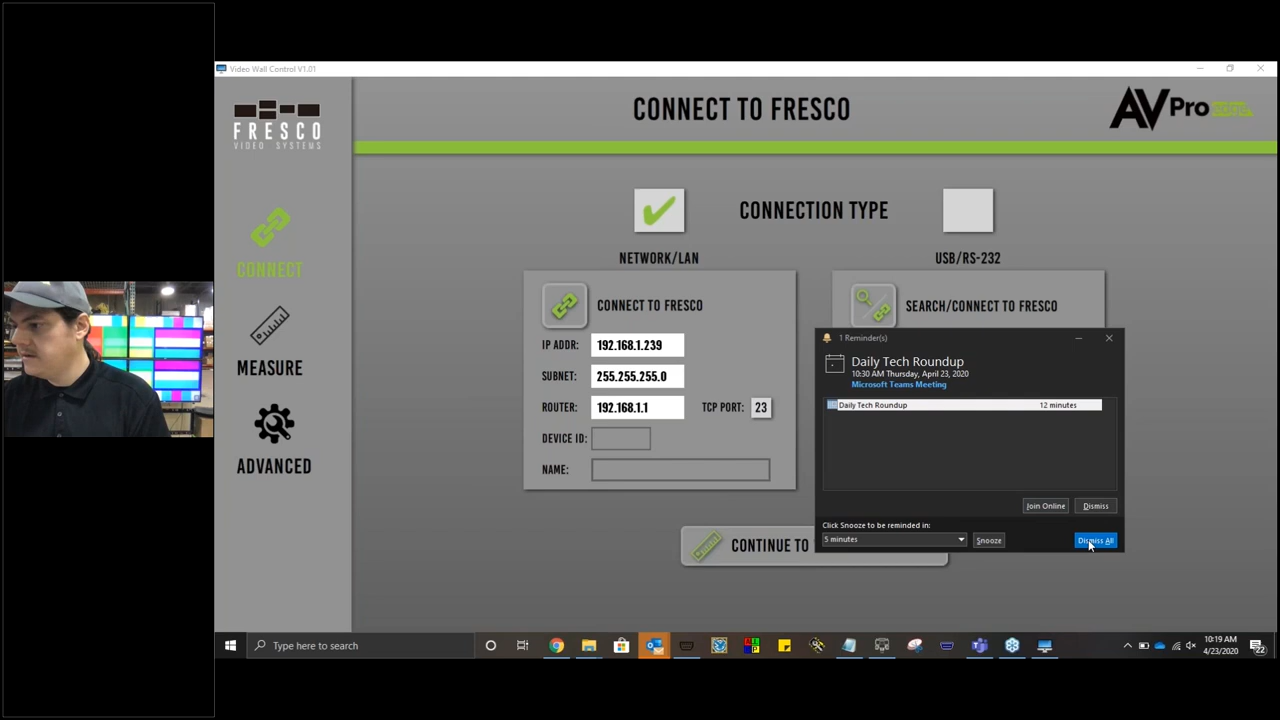 Video Wall Control V1.01
FRESCO
VIDEO SYSTEMS
CONNECT TO FRESCO
AVPro edge
CONNECT
MEASURE
ADVANCED
CONNECTION TYPE
NETWORK/LAN
USB/RS-232
CONNECT TO FRESCO
SEARCH/CONNECT TO FRESCO
IP ADDR: 192.168.1.239
SUBNET: 255.255.255.0
ROUTER: 192.168.1.1 TCP PORT: 23
DEVICE ID:
NAME:
CONTINUE TO
1 Reminder(s)
Daily Tech Roundup
10:30 AM Thursday, April 23, 2020
Microsoft Teams Meeting
Daily Tech Roundup 12 minutes
Join Online Dismiss
Click Snooze to be reminded in:
5 minutes Snooze Dismiss All
Type here to search
10:19 AM
4/23/2020
22